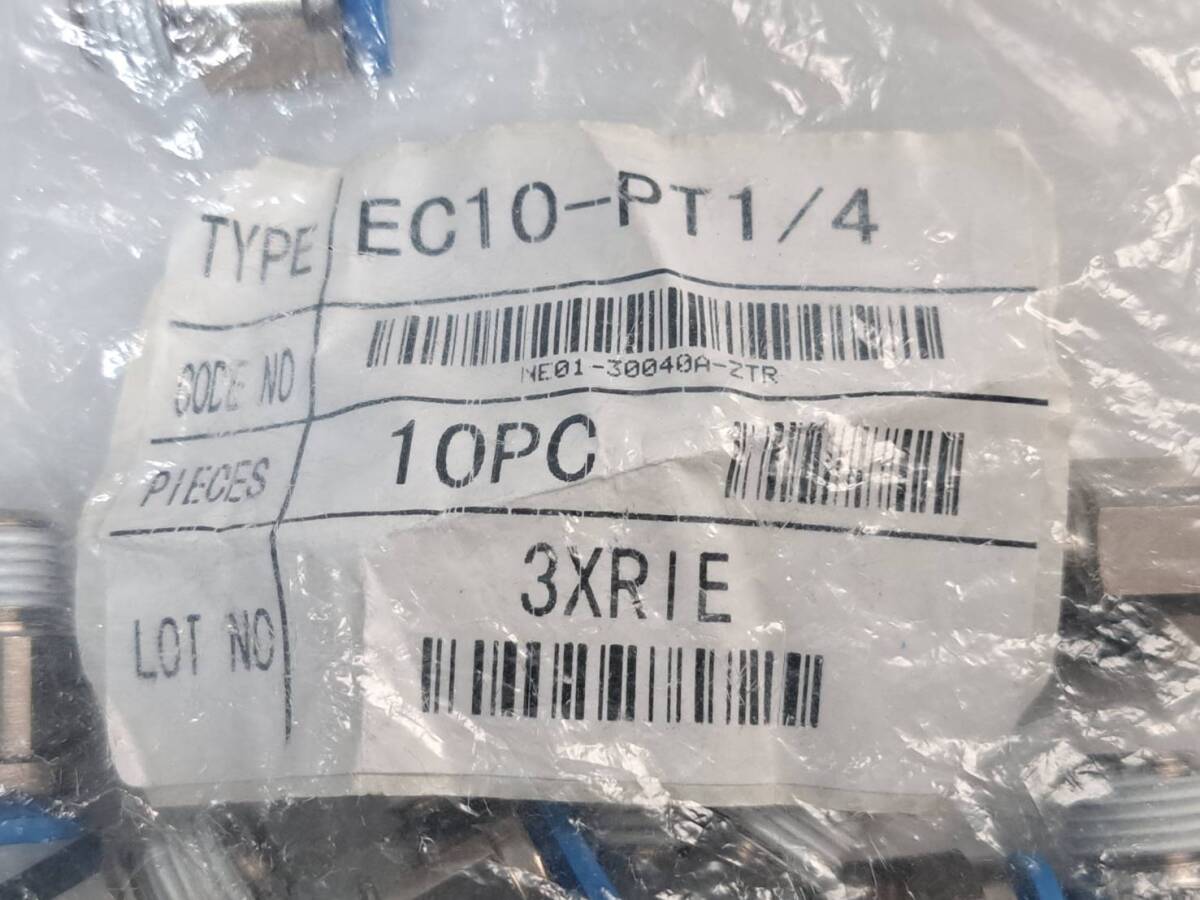 TYPE EC10-PT1/4
CODE NO
NE01-30040A-ZTR
PIECES 10PC
LOT NO 3XRIE